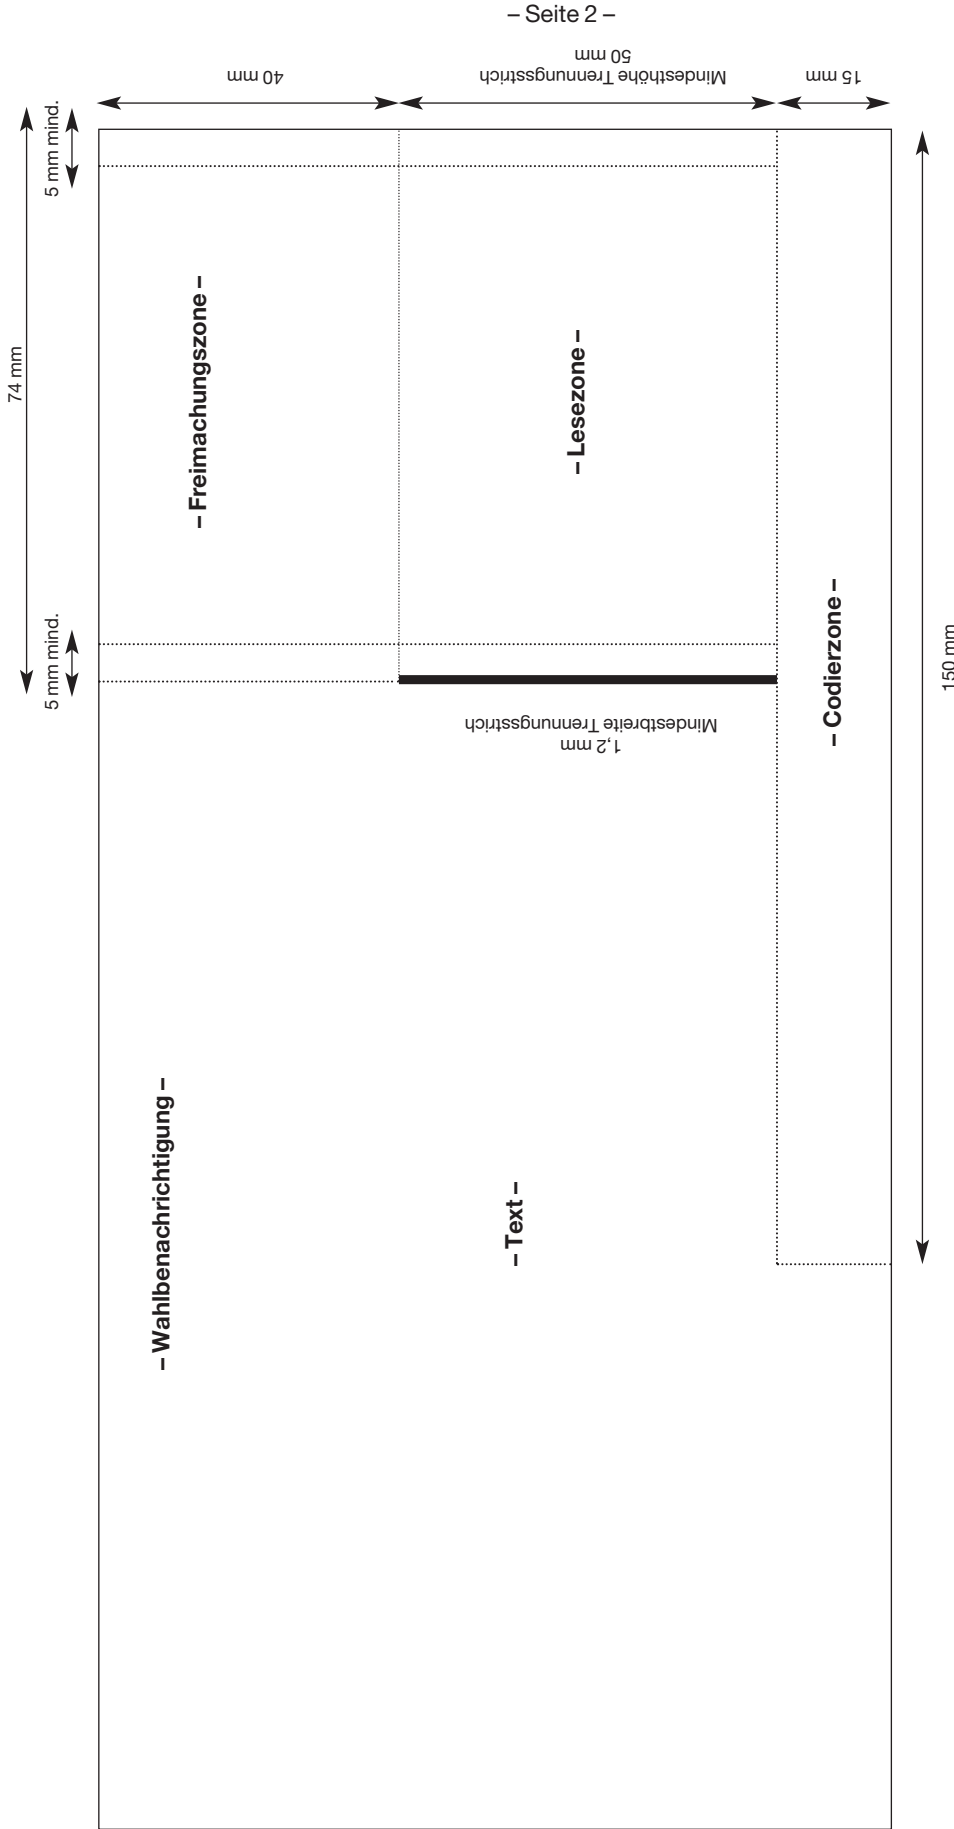 – Seite 2 –
40 mm
Mindesthöhe Trennungsstrich
50 mm
15 mm
74 mm
5 mm mind.
5 mm mind.
– Freimachungszone –
– Lesezone –
Mindestbreite Trennungsstrich
1,2 mm
– Codierzone –
150 mm
– Wahlbenachrichtigung –
– Text –